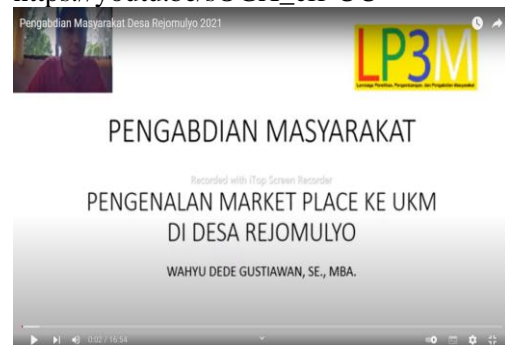 Pengabdian Masyarakat Desa Rejomulyo 2021
LP3M
PENGABDIAN MASYARAKAT
Recorded with iTop Screen Recorder
PENGENALAN MARKET PLACE KE UKM
DI DESA REJOMULYO
WAHYU DEDE GUSTIAWAN, SE., MBA.
0:02 / 16:54